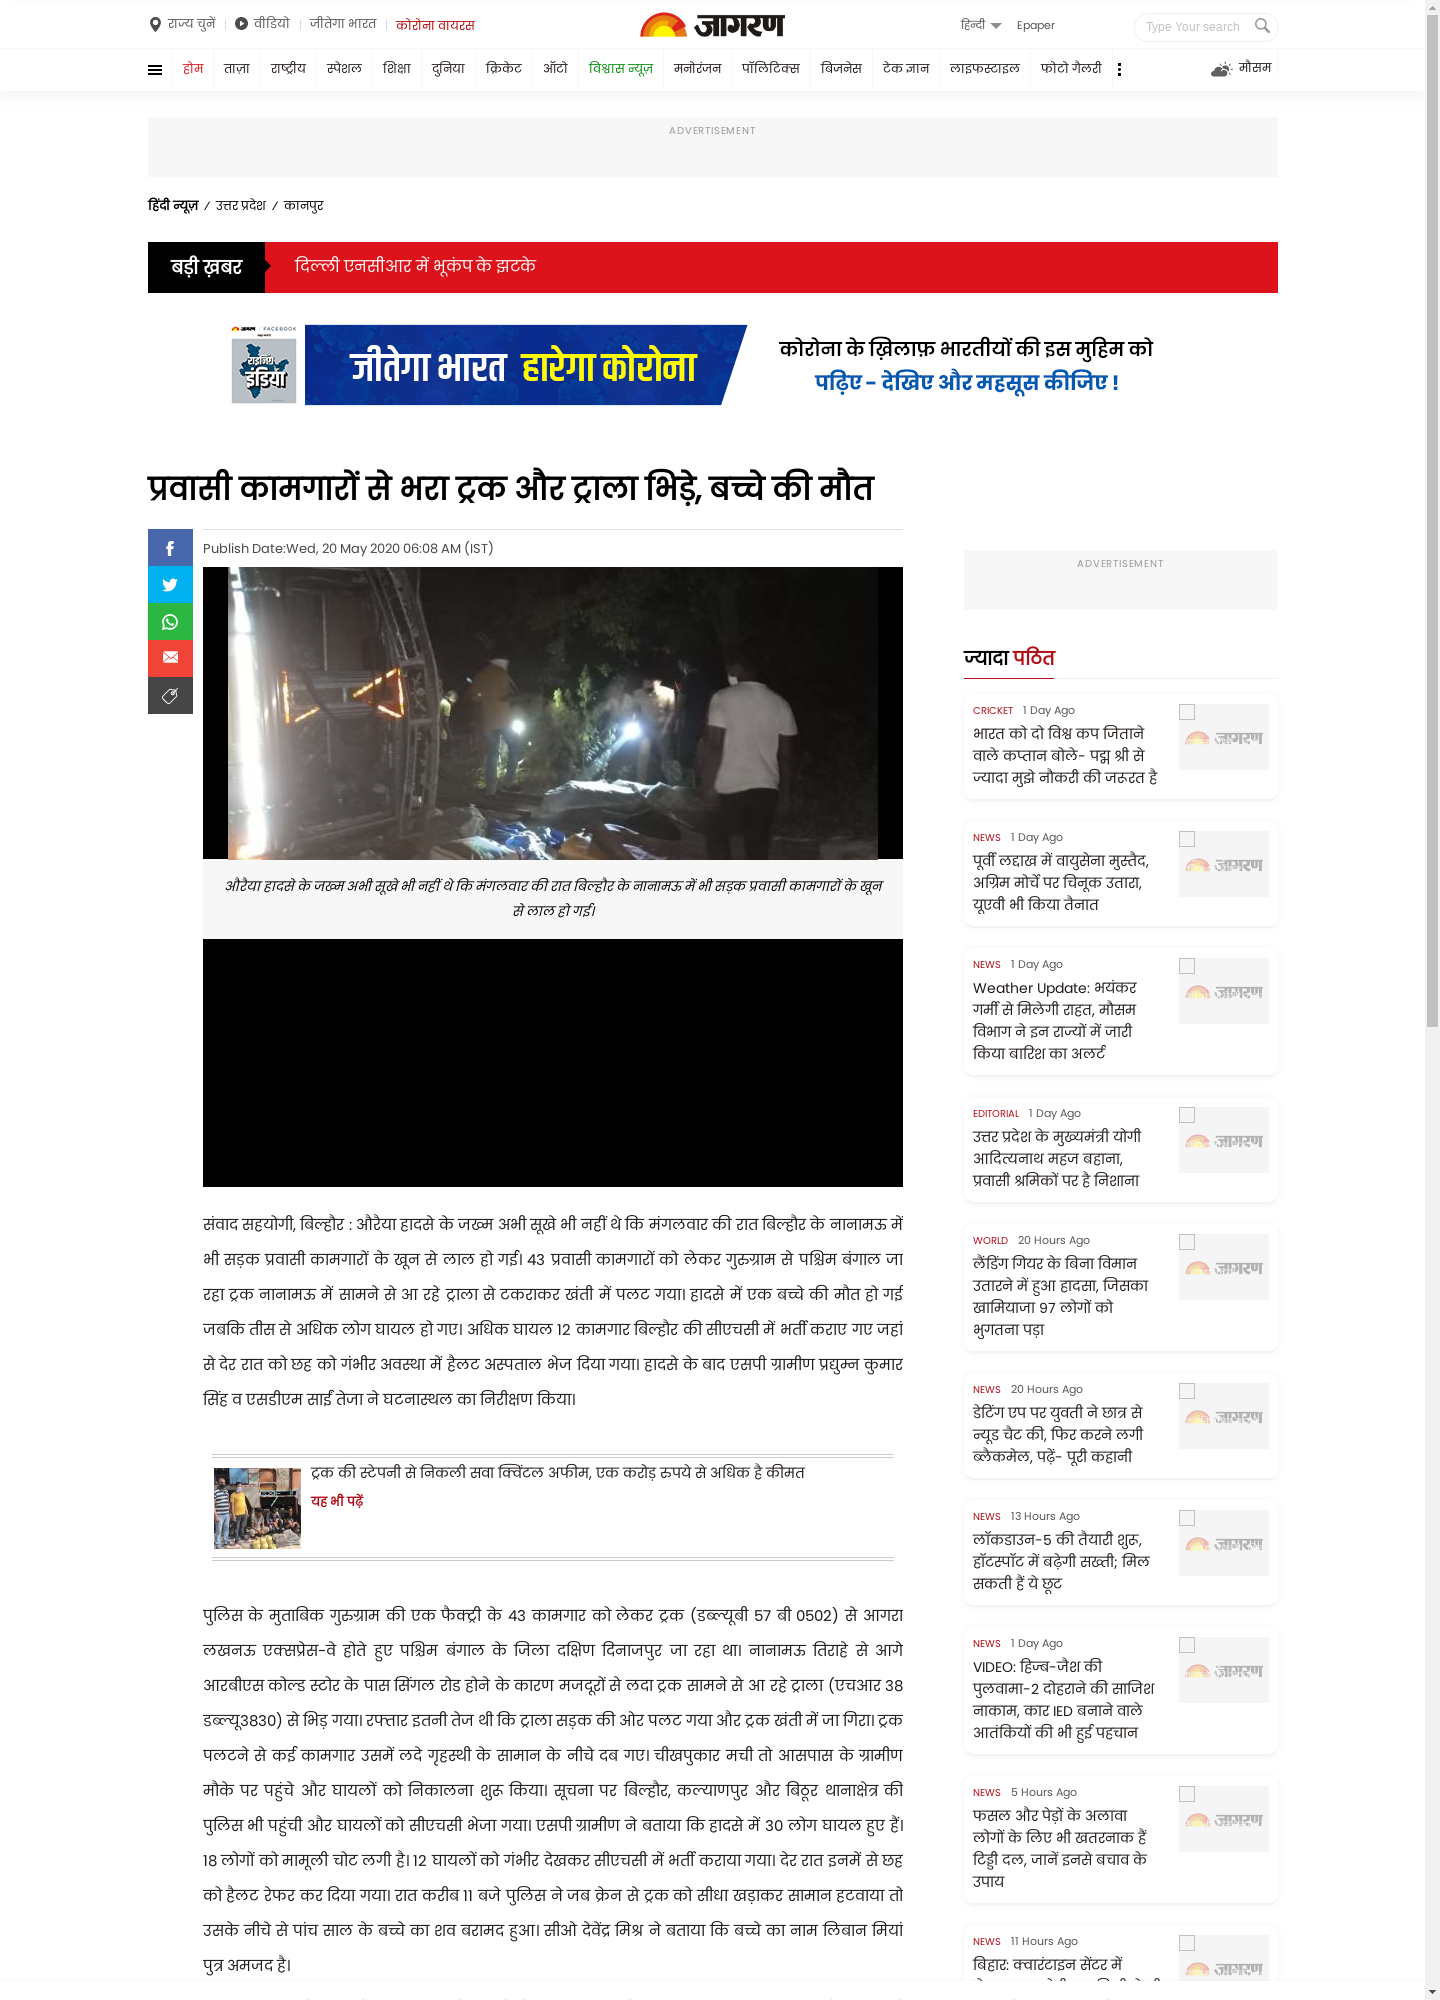 राज्य चुनें
वीडियो
जीतेगा भारत
कोरोना वायरस
जागरण
हिन्दी
Epaper
Type Your search
होम ताज़ा राष्ट्रीय स्पेशल शिक्षा दुनिया क्रिकेट ऑटो विश्वास न्यूज़ मनोरंजन पॉलिटिक्स बिजनेस टेक ज्ञान लाइफस्टाइल फोटो गैलरी मौसम
ADVERTISEMENT
हिंदी न्यूज़ / उत्तर प्रदेश / कानपुर
बड़ी ख़बर
दिल्ली एनसीआर में भूकंप के झटके
जागरण FACEBOOK
राइजिंग इंडिया
जीतेगा भारत हारेगा कोरोना
कोरोना के ख़िलाफ़ भारतीयों की इस मुहिम को
पढ़िए - देखिए और महसूस कीजिए !
प्रवासी कामगारों से भरा ट्रक और ट्राला भिड़े, बच्चे की मौत
Publish Date:Wed, 20 May 2020 06:08 AM (IST)
औरैया हादसे के जख्म अभी सूखे भी नहीं थे कि मंगलवार की रात बिल्हौर के नानामऊ में भी सड़क प्रवासी कामगारों के खून
से लाल हो गई।
संवाद सहयोगी, बिल्हौर : औरैया हादसे के जख्म अभी सूखे भी नहीं थे कि मंगलवार की रात बिल्हौर के नानामऊ में
भी सड़क प्रवासी कामगारों के खून से लाल हो गई। 43 प्रवासी कामगारों को लेकर गुरुग्राम से पश्चिम बंगाल जा
रहा ट्रक नानामऊ में सामने से आ रहे ट्राला से टकराकर खंती में पलट गया। हादसे में एक बच्चे की मौत हो गई
जबकि तीस से अधिक लोग घायल हो गए। अधिक घायल 12 कामगार बिल्हौर की सीएचसी में भर्ती कराए गए जहां
से देर रात को छह को गंभीर अवस्था में हैलट अस्पताल भेज दिया गया। हादसे के बाद एसपी ग्रामीण प्रद्युम्न कुमार
सिंह व एसडीएम साईं तेजा ने घटनास्थल का निरीक्षण किया।
ट्रक की स्टेपनी से निकली सवा क्विंटल अफीम, एक करोड़ रुपये से अधिक है कीमत
यह भी पढ़ें
पुलिस के मुताबिक गुरुग्राम की एक फैक्ट्री के 43 कामगार को लेकर ट्रक (डब्ल्यूबी 57 बी 0502) से आगरा
लखनऊ एक्सप्रेस-वे होते हुए पश्चिम बंगाल के जिला दक्षिण दिनाजपुर जा रहा था। नानामऊ तिराहे से आगे
आरबीएस कोल्ड स्टोर के पास सिंगल रोड होने के कारण मजदूरों से लदा ट्रक सामने से आ रहे ट्राला (एचआर 38
डब्ल्यू3830) से भिड़ गया। रफ्तार इतनी तेज थी कि ट्राला सड़क की ओर पलट गया और ट्रक खंती में जा गिरा। ट्रक
पलटने से कई कामगार उसमें लदे गृहस्थी के सामान के नीचे दब गए। चीखपुकार मची तो आसपास के ग्रामीण
मौके पर पहुंचे और घायलों को निकालना शुरू किया। सूचना पर बिल्हौर, कल्याणपुर और बिठूर थानाक्षेत्र की
पुलिस भी पहुंची और घायलों को सीएचसी भेजा गया। एसपी ग्रामीण ने बताया कि हादसे में 30 लोग घायल हुए हैं।
18 लोगों को मामूली चोट लगी है। 12 घायलों को गंभीर देखकर सीएचसी में भर्ती कराया गया। देर रात इनमें से छह
को हैलट रेफर कर दिया गया। रात करीब 11 बजे पुलिस ने जब क्रेन से ट्रक को सीधा खड़ाकर सामान हटवाया तो
उसके नीचे से पांच साल के बच्चे का शव बरामद हुआ। सीओ देवेंद्र मिश्र ने बताया कि बच्चे का नाम लिबान मियां
पुत्र अमजद है।
ADVERTISEMENT
ज्यादा पठित
CRICKET 1 Day Ago
भारत को दो विश्व कप जिताने
वाले कप्तान बोले- पद्म श्री से
ज्यादा मुझे नौकरी की जरूरत है
जागरण
NEWS 1 Day Ago
पूर्वी लद्दाख में वायुसेना मुस्तैद,
अग्रिम मोर्चे पर चिनूक उतारा,
यूएवी भी किया तैनात
जागरण
NEWS 1 Day Ago
Weather Update: भयंकर
गर्मी से मिलेगी राहत, मौसम
विभाग ने इन राज्यों में जारी
किया बारिश का अलर्ट
जागरण
EDITORIAL 1 Day Ago
उत्तर प्रदेश के मुख्यमंत्री योगी
आदित्यनाथ महज बहाना,
प्रवासी श्रमिकों पर है निशाना
जागरण
WORLD 20 Hours Ago
लैंडिंग गियर के बिना विमान
उतारने में हुआ हादसा, जिसका
खामियाजा 97 लोगों को
भुगतना पड़ा
जागरण
NEWS 20 Hours Ago
डेटिंग एप पर युवती ने छात्र से
न्यूड चैट की, फिर करने लगी
ब्लैकमेल, पढ़ें- पूरी कहानी
जागरण
NEWS 13 Hours Ago
लॉकडाउन-5 की तैयारी शुरू,
हॉटस्पॉट में बढ़ेगी सख्ती; मिल
सकती हैं ये छूट
जागरण
NEWS 1 Day Ago
VIDEO: हिज्ब-जैश की
पुलवामा-2 दोहराने की साजिश
नाकाम, कार IED बनाने वाले
आतंकियों की भी हुई पहचान
जागरण
NEWS 5 Hours Ago
फसल और पेड़ों के अलावा
लोगों के लिए भी खतरनाक हैं
टिड्डी दल, जानें इनसे बचाव के
उपाय
जागरण
NEWS 11 Hours Ago
बिहार: क्वारंटाइन सेंटर में
जागरण